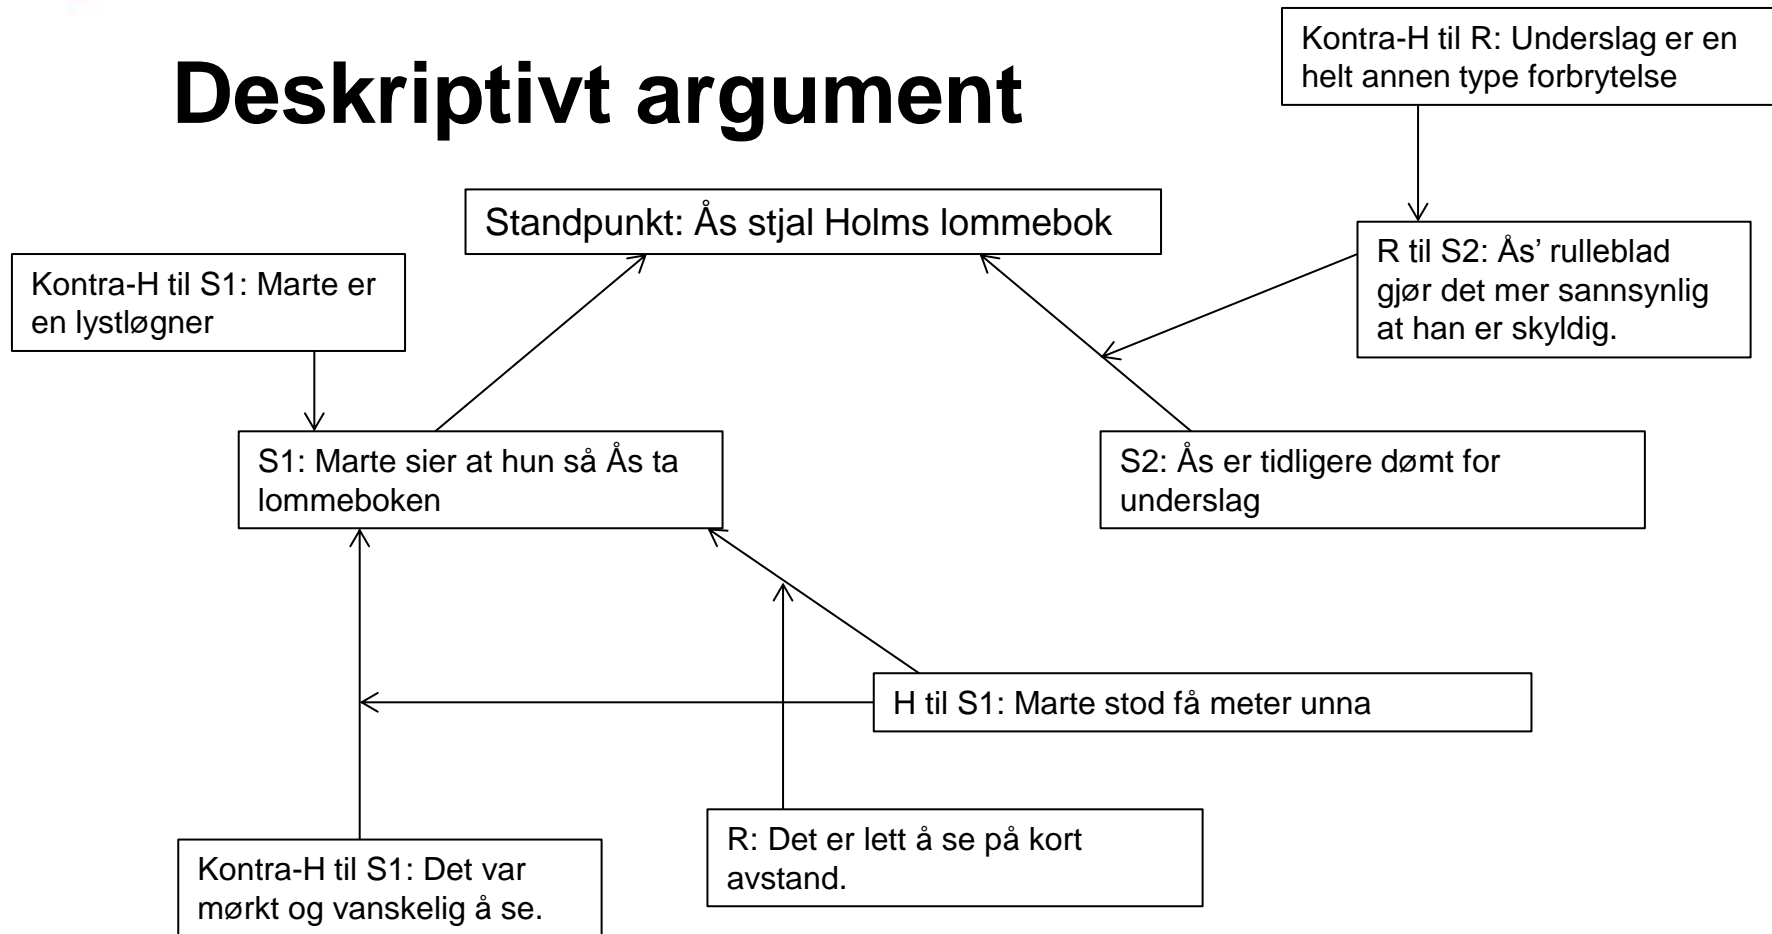 Deskriptivt argument
Kontra-H til R: Underslag er en
helt annen type forbrytelse
Standpunkt: Ås stjal Holms lommebok
R til S2: Ås’ rulleblad
gjør det mer sannsynlig
at han er skyldig.
Kontra-H til S1: Marte er
en lystløgner
S1: Marte sier at hun så Ås ta
lommeboken
S2: Ås er tidligere dømt for
underslag
H til S1: Marte stod få meter unna
R: Det er lett å se på kort
avstand.
Kontra-H til S1: Det var
mørkt og vanskelig å se.